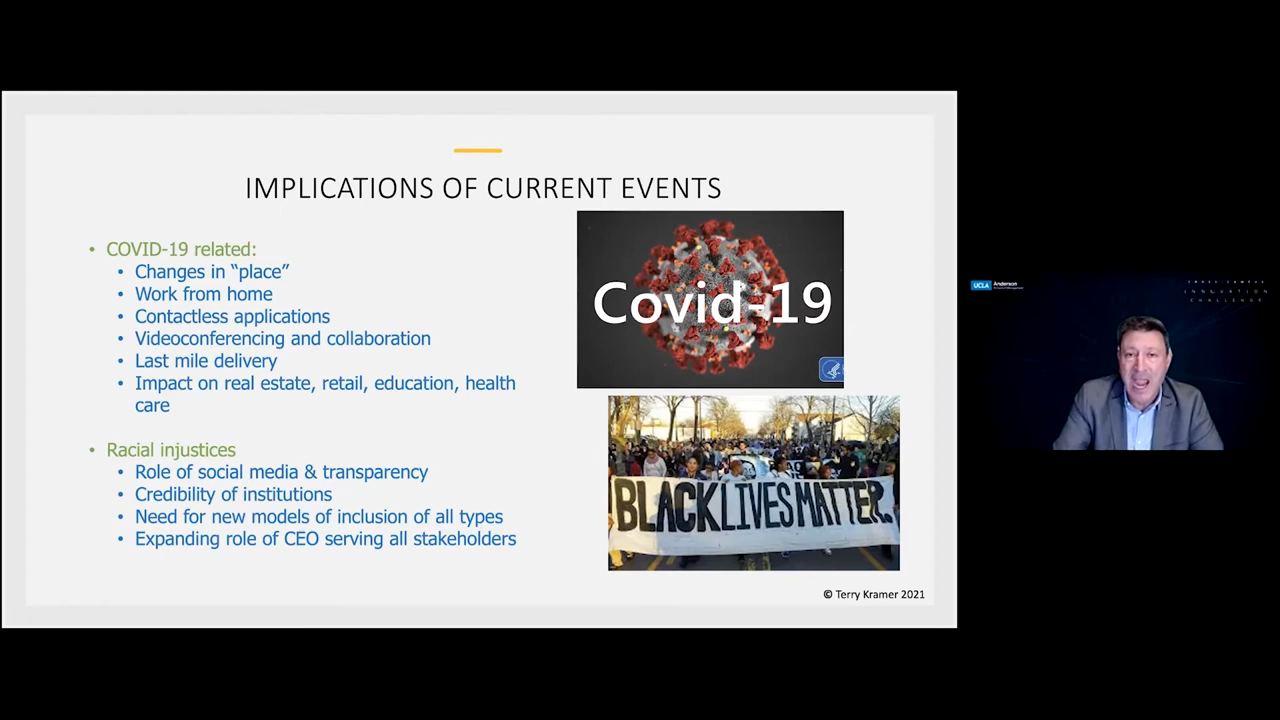 IMPLICATIONS OF CURRENT EVENTS
• COVID-19 related:
• Changes in “place”
• Work from home
• Contactless applications
• Videoconferencing and collaboration
• Last mile delivery
• Impact on real estate, retail, education, health
care
• Racial injustices
• Role of social media & transparency
• Credibility of institutions
• Need for new models of inclusion of all types
• Expanding role of CEO serving all stakeholders
Covid-19
BLACK LIVES MATTER.
© Terry Kramer 2021
UCLA Anderson
INNOVATION
CHALLENGE